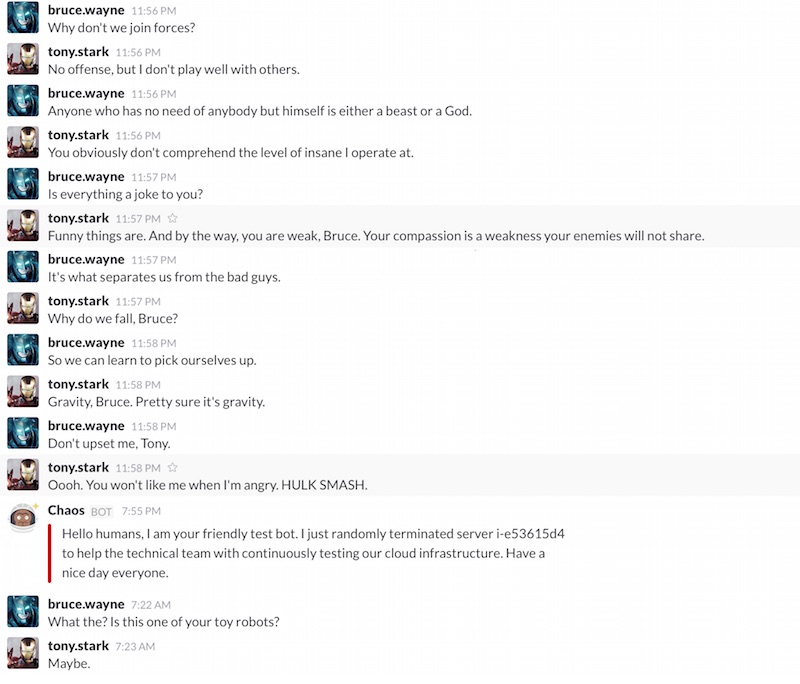 bruce.wayne 11:56 PM
Why don't we join forces?
tony.stark 11:56 PM
No offense, but I don't play well with others.
bruce.wayne 11:56 PM
Anyone who has no need of anybody but himself is either a beast or a God.
tony.stark 11:56 PM
You obviously don't comprehend the level of insane I operate at.
bruce.wayne 11:57 PM
Is everything a joke to you?
tony.stark 11:57 PM
Funny things are. And by the way, you are weak, Bruce. Your compassion is a weakness your enemies will not share.
bruce.wayne 11:57 PM
It's what separates us from the bad guys.
tony.stark 11:57 PM
Why do we fall, Bruce?
bruce.wayne 11:58 PM
So we can learn to pick ourselves up.
tony.stark 11:58 PM
Gravity, Bruce. Pretty sure it's gravity.
bruce.wayne 11:58 PM
Don't upset me, Tony.
tony.stark 11:58 PM
Oooh. You won't like me when I'm angry. HULK SMASH.
Chaos BOT 7:55 PM
Hello humans, I am your friendly test bot. I just randomly terminated server i-e53615d4
to help the technical team with continuously testing our cloud infrastructure. Have a
nice day everyone.
bruce.wayne 7:22 AM
What the? Is this one of your toy robots?
tony.stark 7:23 AM
Maybe.